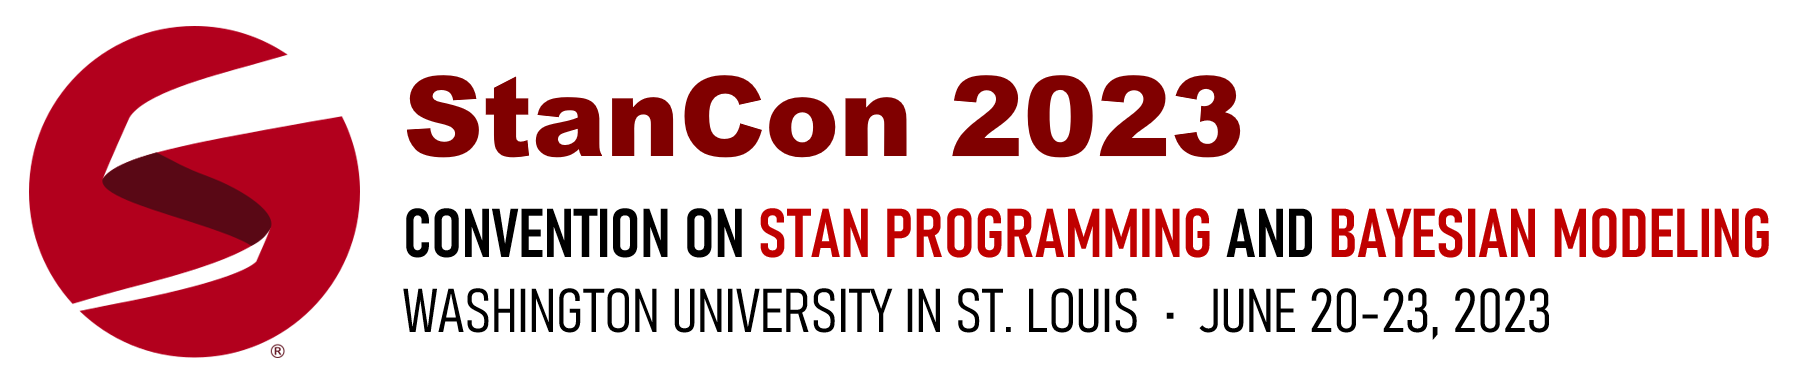 StanCon 2023
CONVENTION ON STAN PROGRAMMING AND BAYESIAN MODELING
WASHINGTON UNIVERSITY IN ST. LOUIS · JUNE 20-23, 2023
®